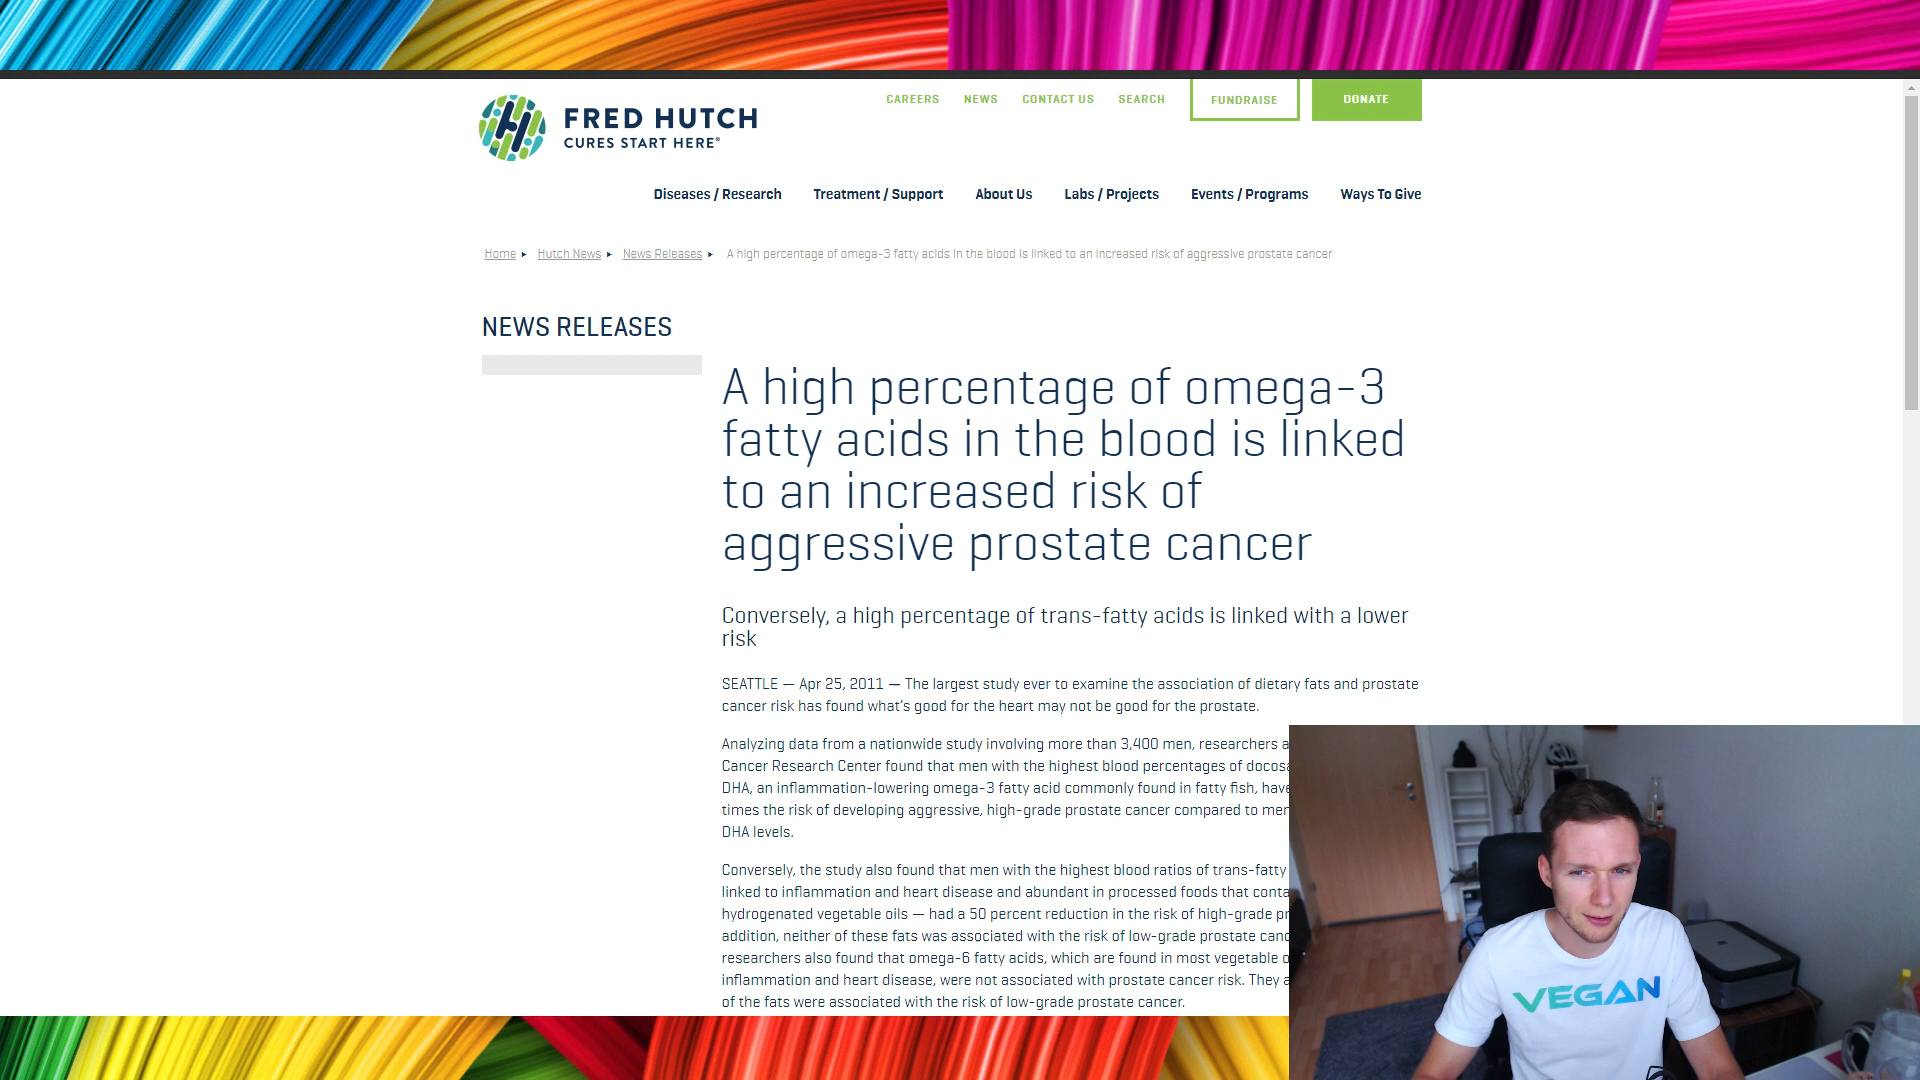 FRED HUTCH
CURES START HERE®
CAREERS NEWS CONTACT US SEARCH FUNDRAISE DONATE
Diseases / Research Treatment / Support About Us Labs / Projects Events / Programs Ways To Give
Home Hutch News News Releases A high percentage of omega-3 fatty acids in the blood is linked to an increased risk of aggressive prostate cancer
NEWS RELEASES
A high percentage of omega-3
fatty acids in the blood is linked
to an increased risk of
aggressive prostate cancer
Conversely, a high percentage of trans-fatty acids is linked with a lower
risk
SEATTLE — Apr 25, 2011 — The largest study ever to examine the association of dietary fats and prostate
cancer risk has found what's good for the heart may not be good for the prostate.
Analyzing data from a nationwide study involving more than 3,400 men, researchers
Cancer Research Center found that men with the highest blood percentages of
DHA, an inflammation-lowering omega-3 fatty acid commonly found in fatty fish, have
times the risk of developing aggressive, high-grade prostate cancer compared to
DHA levels.
Conversely, the study also found that men with the highest blood ratios of trans-fatty
linked to inflammation and heart disease and abundant in processed foods that
hydrogenated vegetable oils — had a 50 percent reduction in the risk of high-grade
addition, neither of these fats was associated with the risk of low-grade prostate
researchers also found that omega-6 fatty acids, which are found in most vegetable
inflammation and heart disease, were not associated with prostate cancer risk. They
of the fats were associated with the risk of low-grade prostate cancer.
VEGAN